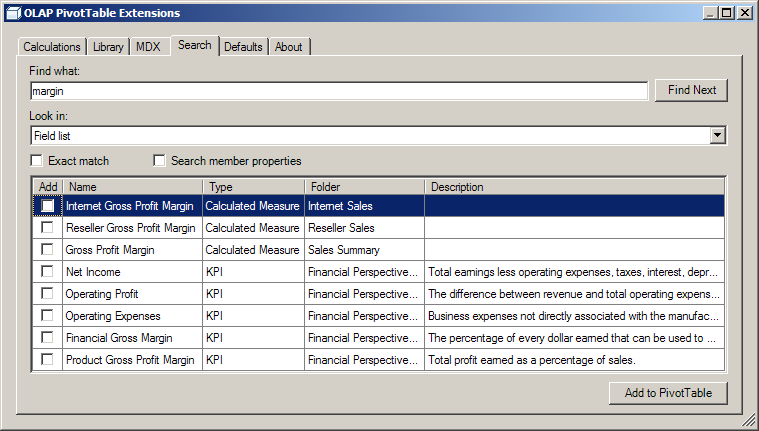 OLAP PivotTable Extensions
Calculations Library MDX Search Defaults About
Find what:
margin Find Next
Look in:
Field list
Exact match Search member properties
Add Name Type Folder Description
Internet Gross Profit Margin Calculated Measure Internet Sales
Reseller Gross Profit Margin Calculated Measure Reseller Sales
Gross Profit Margin Calculated Measure Sales Summary
Net Income KPI Financial Perspective... Total earnings less operating expenses, taxes, interest, depr...
Operating Profit KPI Financial Perspective... The difference between revenue and total operating expens...
Operating Expenses KPI Financial Perspective... Business expenses not directly associated with the manufac...
Financial Gross Margin KPI Financial Perspective... The percentage of every dollar earned that can be used to ...
Product Gross Profit Margin KPI Financial Perspective... Total profit earned as a percentage of sales.
Add to PivotTable